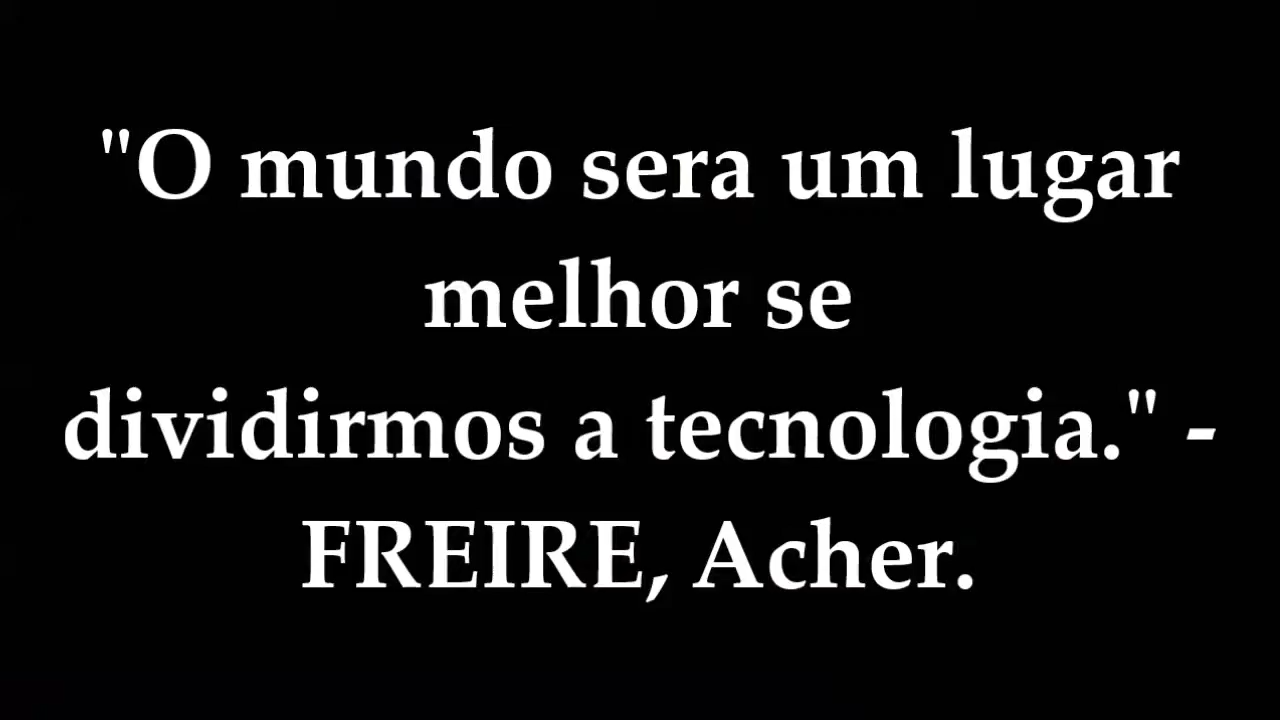 "O mundo sera um lugar
melhor se
dividirmos a tecnologia." -
FREIRE, Acher.